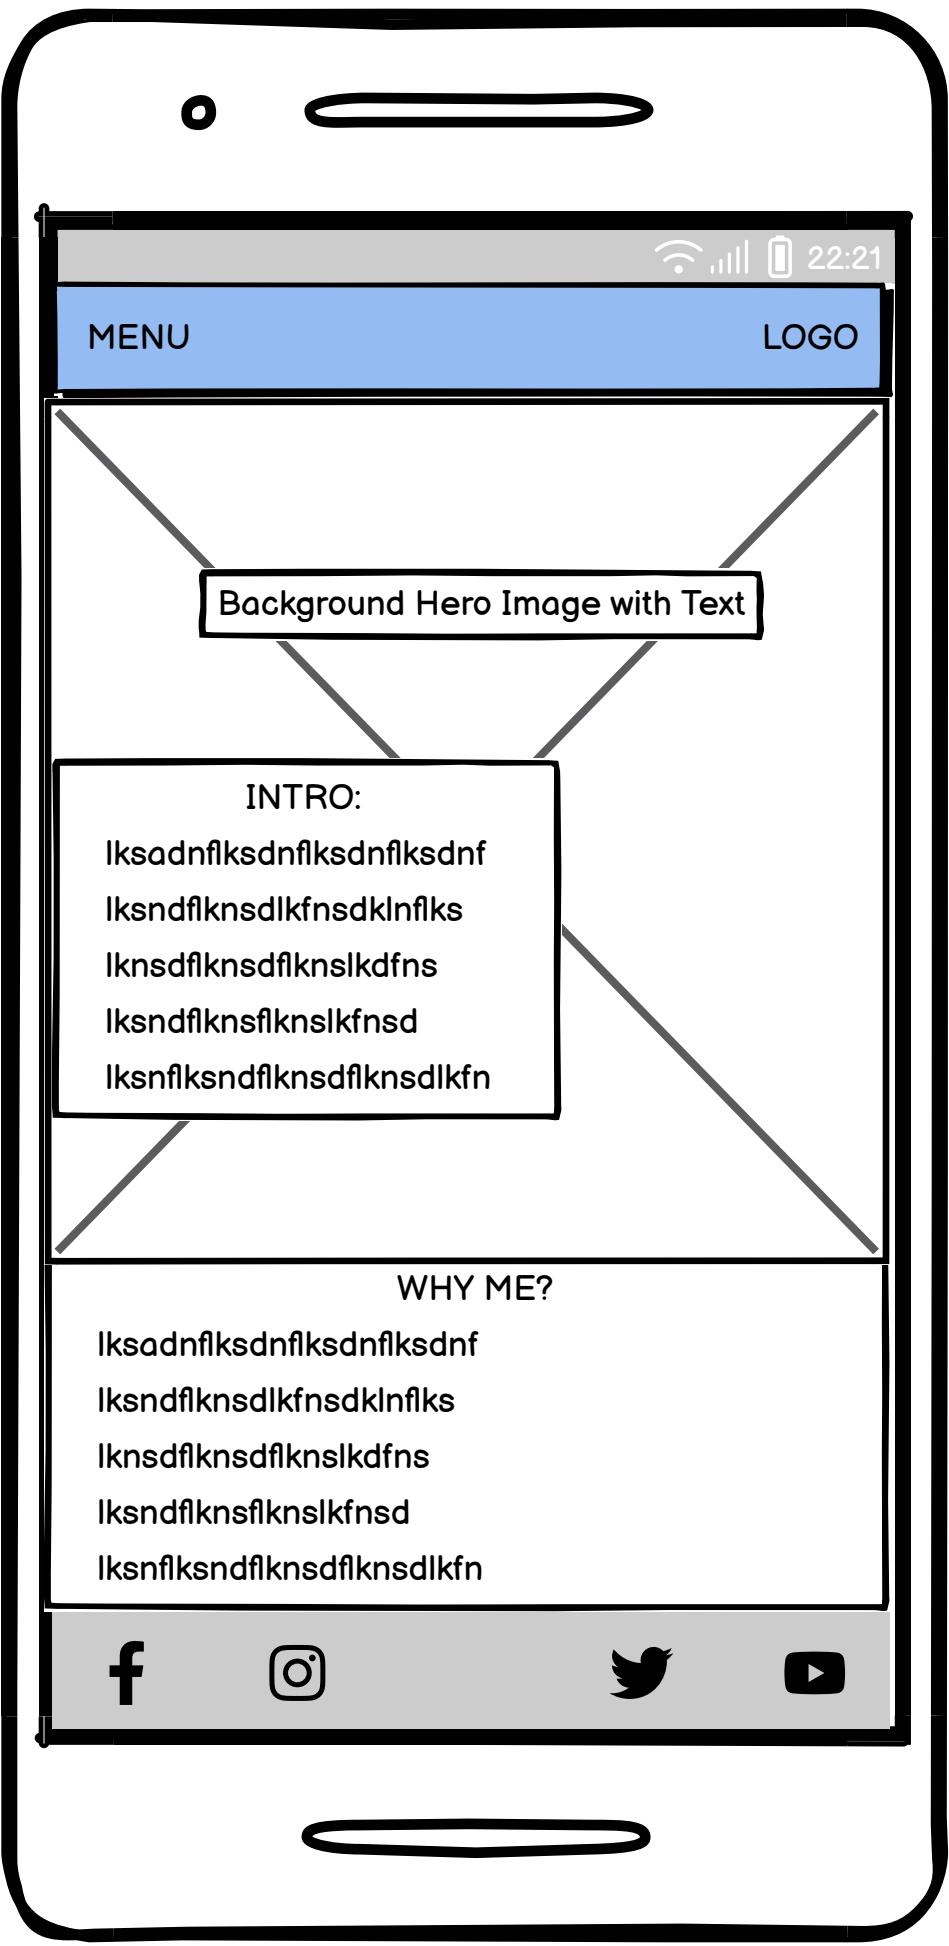 22:21
MENU
LOGO
Background Hero Image with Text
INTRO:
lksadnflksdnflksdnflksdnf
lksndflknsdlkfnsdklnflks
lknsdflknsdflknslkdfns
lksndflknsflknslkfnsd
lksnflksndflknsdflknsdlkfn
WHY ME?
lksadnflksdnflksdnflksdnf
lksndflknsdlkfnsdklnflks
lknsdflknsdflknslkdfns
lksndflknsflknslkfnsd
lksnflksndflknsdflknsdlkfn